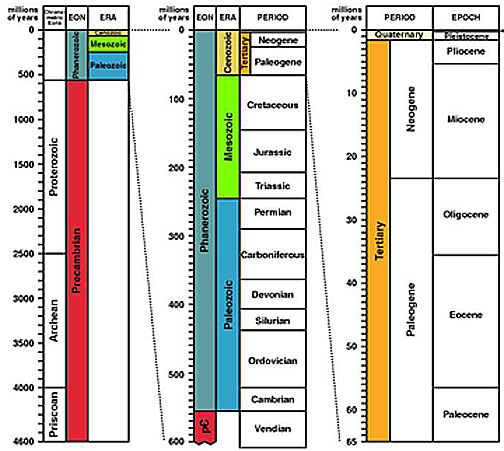 millions of years
Chrono-metric Eons
EON
ERA
0
500
1000
1500
2000
2500
3000
3500
4000
4600
Proterozoic
Archean
Priscoan
Phanerozoic
Precambrian
Cenozoic
Mesozoic
Paleozoic
millions of years
EON
ERA
PERIOD
0
100
200
300
400
500
600
Phanerozoic
pC
Cenozoic
Mesozoic
Paleozoic
Tertiary
Neogene
Paleogene
Cretaceous
Jurassic
Triassic
Permian
Carboniferous
Devonian
Silurian
Ordovician
Cambrian
Vendian
millions of years
PERIOD
EPOCH
0
10
20
30
40
50
60
65
Quaternary
Tertiary
Neogene
Paleogene
Pleistocene
Pliocene
Miocene
Oligocene
Eocene
Paleocene